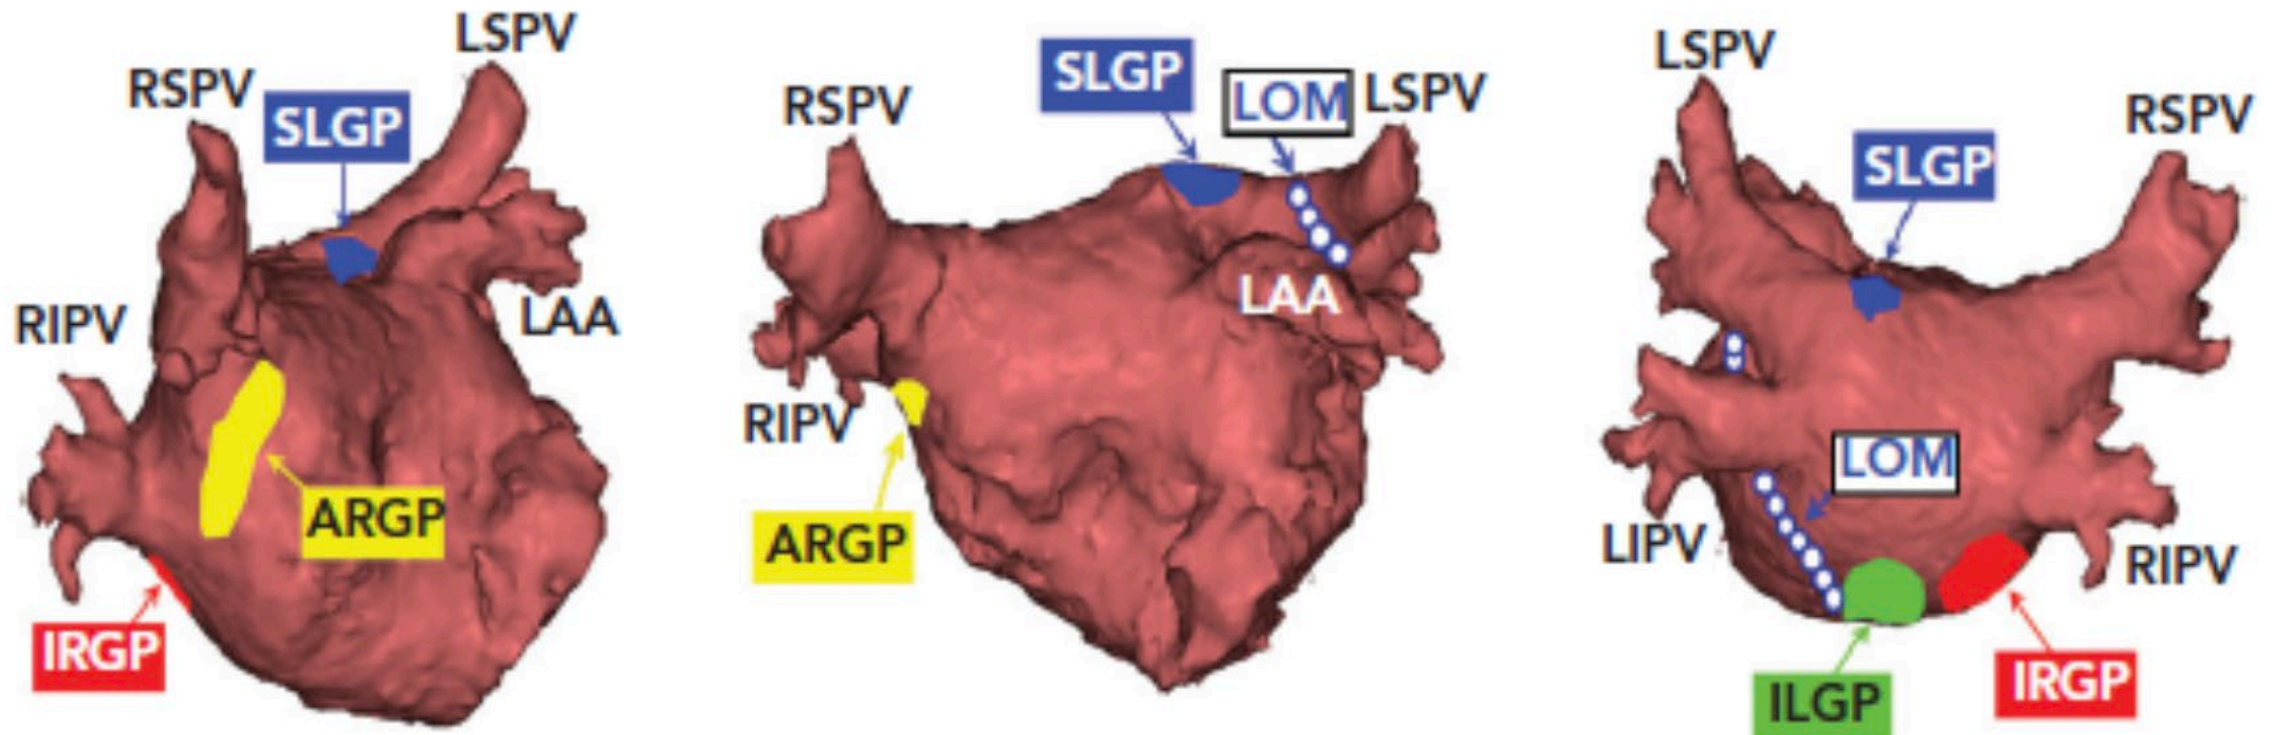 LSPV
RSPV
SLGP
RIPV
LAA
ARGP
IRGP
SLGP
LOM
LSPV
RSPV
LAA
RIPV
ARGP
LSPV
RSPV
SLGP
LOM
LIPV
RIPV
IRGP
ILGP